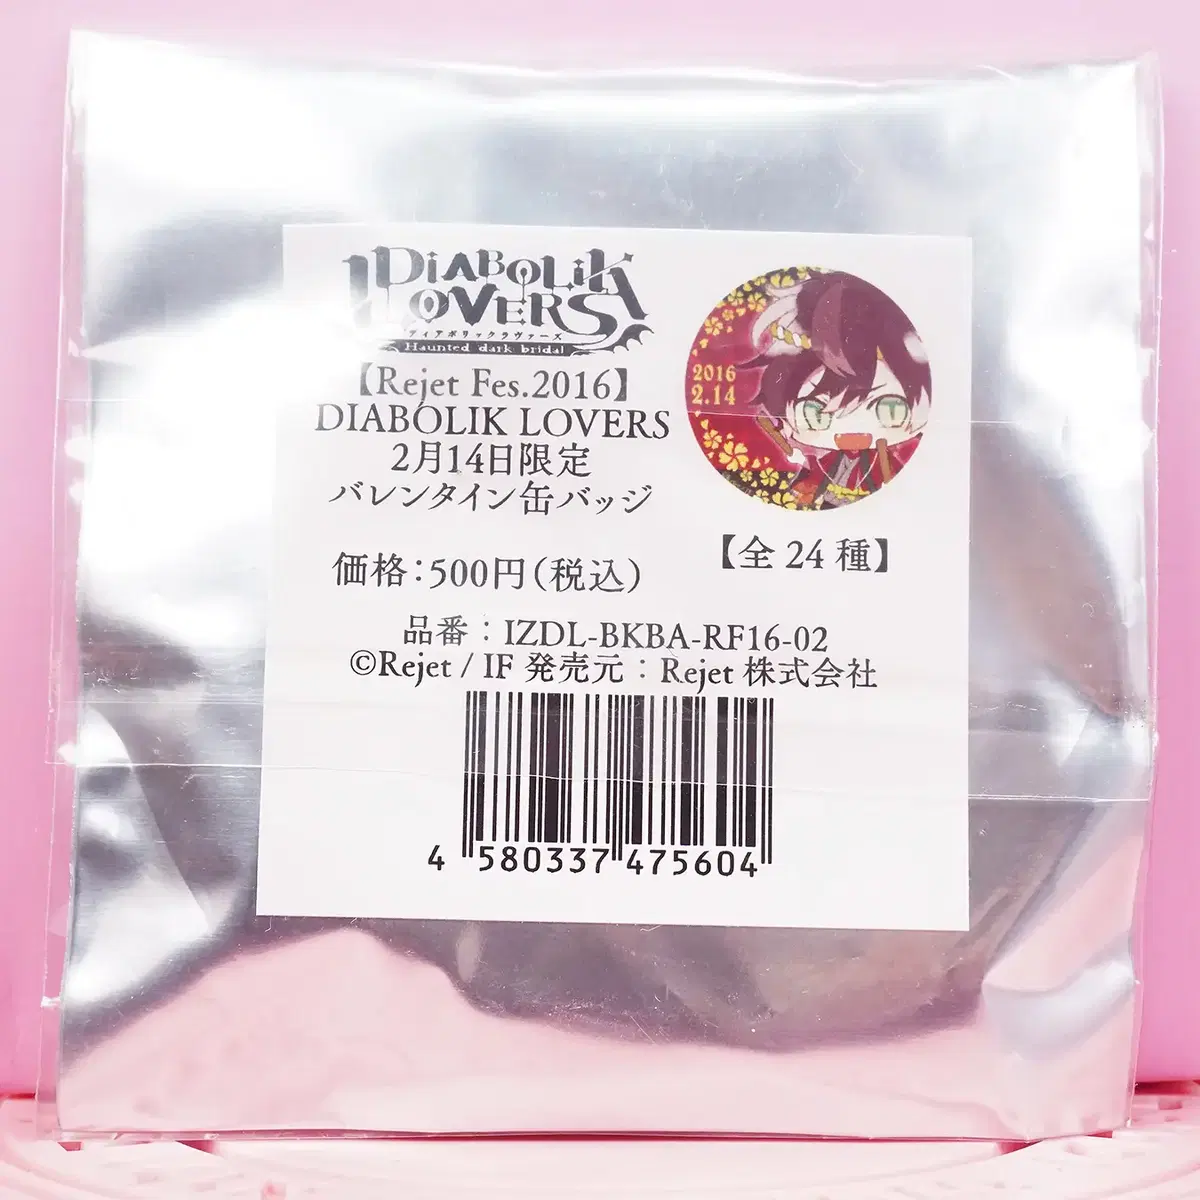 DIABOLIK LOVERS
ディアボリックラヴァーズ
Haunted dark bridal
【Rejet Fes.2016】
DIABOLIK LOVERS
2月14日限定
バレンタイン缶バッジ
2016
2.14
【全24種】
価格:500円(税込)
品番：IZDL-BKBA-RF16-02
©Rejet / IF 発売元：Rejet 株式会社
4 580337 475604